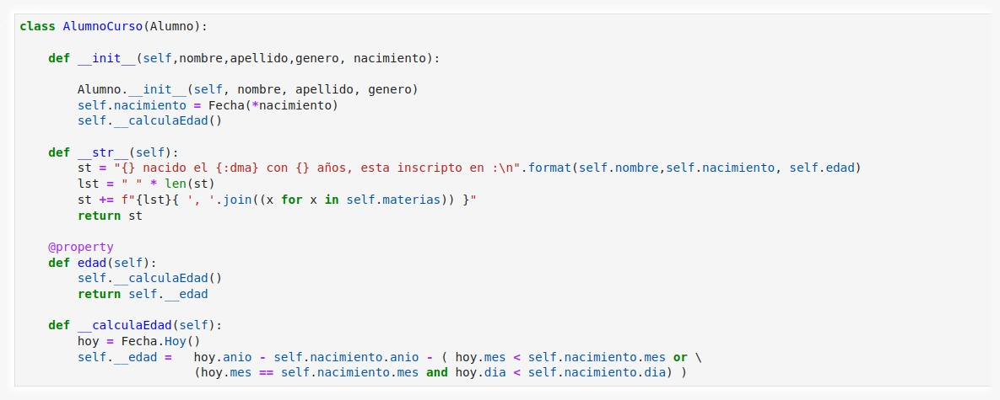 class AlumnoCurso(Alumno):
def __init__(self,nombre,apellido,genero, nacimiento):
Alumno.__init__(self, nombre, apellido, genero)
self.nacimiento = Fecha(*nacimiento)
self.__calculaEdad()
def __str__(self):
st = "{} nacido el {:dma} con {} años, esta inscripto en :\n".format(self.nombre,self.nacimiento, self.edad)
lst = " " * len(st)
st += f"{lst}{ ', '.join((x for x in self.materias)) }"
return st
@property
def edad(self):
self.__calculaEdad()
return self.__edad
def __calculaEdad(self):
hoy = Fecha.Hoy()
self.__edad =   hoy.anio - self.nacimiento.anio - ( hoy.mes < self.nacimiento.mes or \
(hoy.mes == self.nacimiento.mes and hoy.dia < self.nacimiento.dia) )